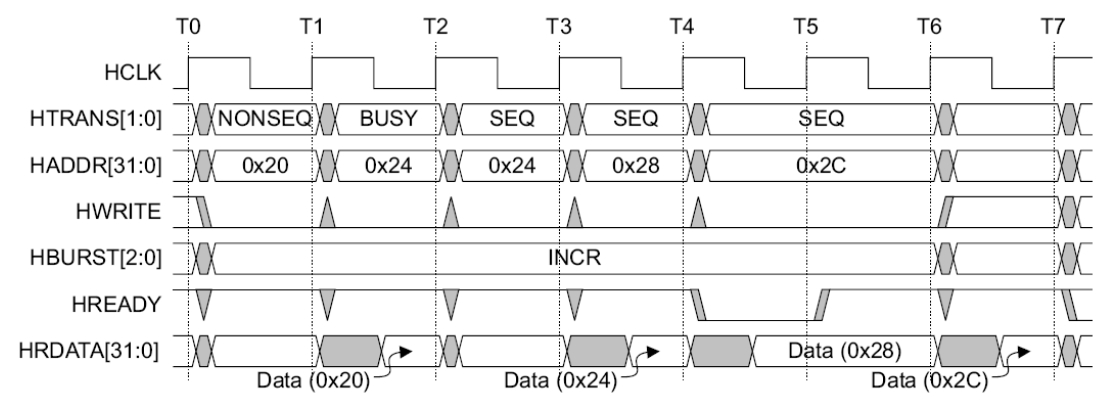 T0 T1 T2 T3 T4 T5 T6 T7
HCLK
HTRANS[1:0] NONSEQ BUSY SEQ SEQ SEQ
HADDR[31:0] 0x20 0x24 0x24 0x28 0x2C
HWRITE
HBURST[2:0] INCR
HREADY
HRDATA[31:0] Data (0x28)
Data (0x20) Data (0x24) Data (0x2C)